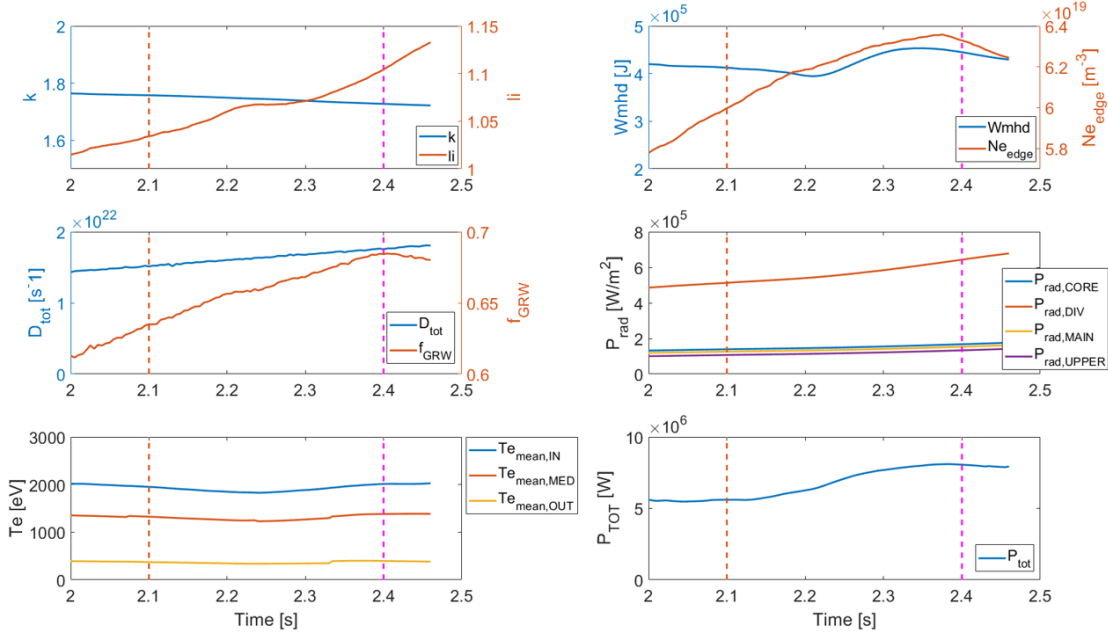 2
1.8
1.6
k
1.15
1.1
1.05
1
li
k
li
2 2.1 2.2 2.3 2.4 2.5
×10^5
5
4
3
2
Wmhd [J]
×10^19
6.4
6.2
6
5.8
Ne_edge [m^-3]
Wmhd
Ne_edge
2 2.1 2.2 2.3 2.4 2.5
×10^22
2
1
0
D_tot [s^-1]
0.7
0.65
0.6
f_GRW
D_tot
f_GRW
2 2.1 2.2 2.3 2.4 2.5
×10^5
8
6
4
2
0
P_rad [W/m^2]
P_rad,CORE
P_rad,DIV
P_rad,MAIN
P_rad,UPPER
2 2.1 2.2 2.3 2.4 2.5
3000
2000
1000
0
Te [eV]
Te_mean,IN
Te_mean,MED
Te_mean,OUT
2 2.1 2.2 2.3 2.4 2.5
Time [s]
×10^6
10
5
0
P_TOT [W]
P_tot
2 2.1 2.2 2.3 2.4 2.5
Time [s]